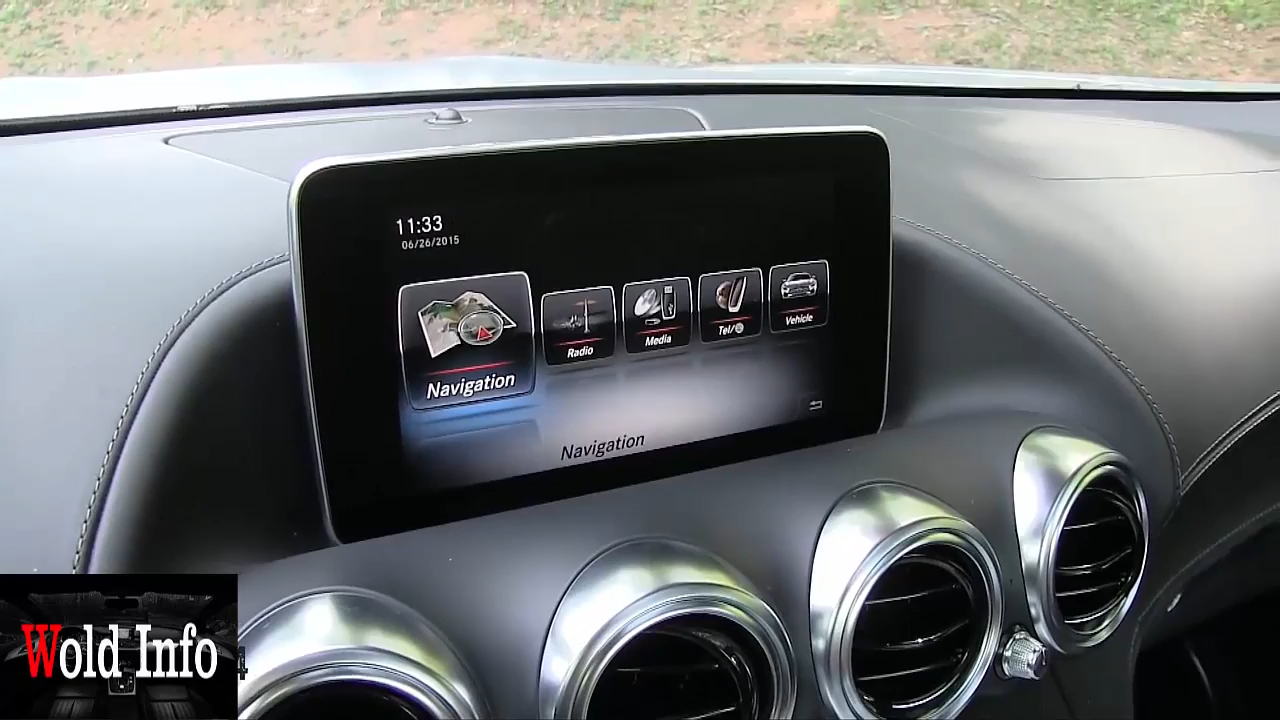 11:33
06/26/2015
Navigation
Radio
Media
Tel/
Vehicle
Navigation
Wold Info